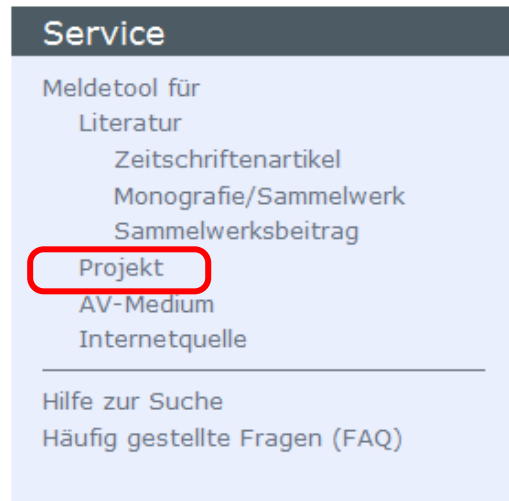 Service
Meldetool für
Literatur
Zeitschriftenartikel
Monografie/Sammelwerk
Sammelwerksbeitrag
Projekt
AV-Medium
Internetquelle
Hilfe zur Suche
Häufig gestellte Fragen (FAQ)